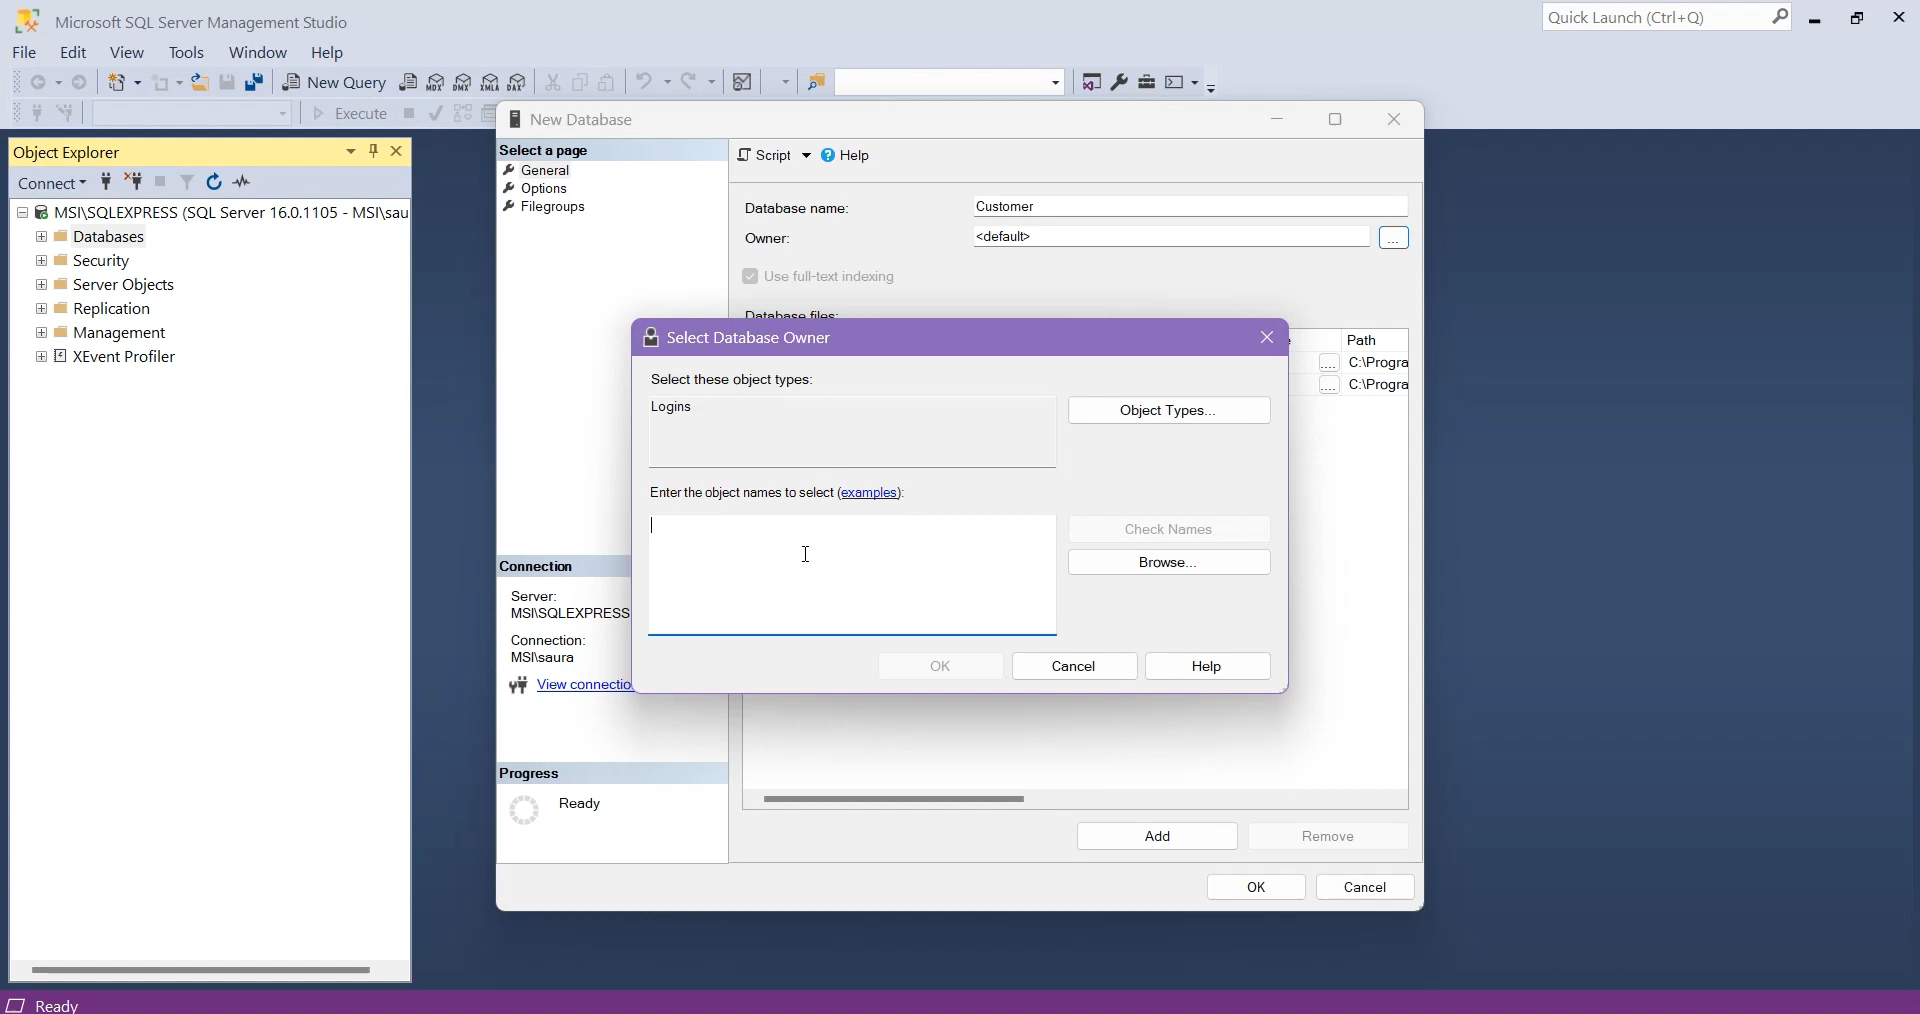 Microsoft SQL Server Management Studio
Quick Launch (Ctrl+Q)
File Edit View Tools Window Help
New Query MDX DMX XMLA DAX
Execute
Object Explorer
Connect
MSI\SQLEXPRESS (SQL Server 16.0.1105 - MSI\sau
Databases
Security
Server Objects
Replication
Management
XEvent Profiler
New Database
Select a page
General
Options
Filegroups
Script Help
Database name: Customer
Owner: <default> ...
Use full-text indexing
Database files:
Path
.... C:\Progra
.... C:\Progra
Select Database Owner
Select these object types:
Logins
Object Types...
Enter the object names to select (examples):
Check Names
Browse...
OK Cancel Help
Connection
Server:
MSI\SQLEXPRESS
Connection:
MSI\saura
View connectio
Progress
Ready
Add Remove
OK Cancel
Ready